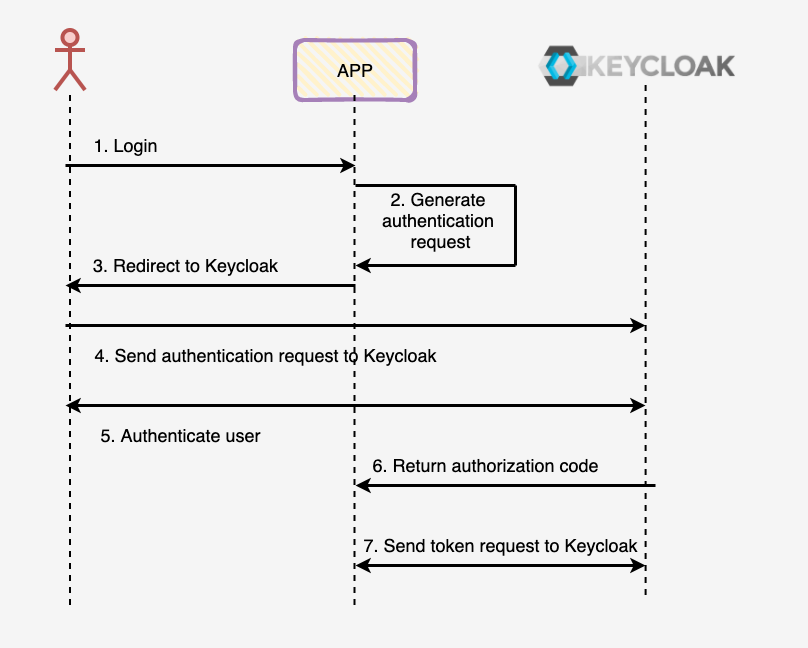 APP
KEYCLOAK
1. Login
2. Generate
authentication
request
3. Redirect to Keycloak
4. Send authentication request to Keycloak
5. Authenticate user
6. Return authorization code
7. Send token request to Keycloak